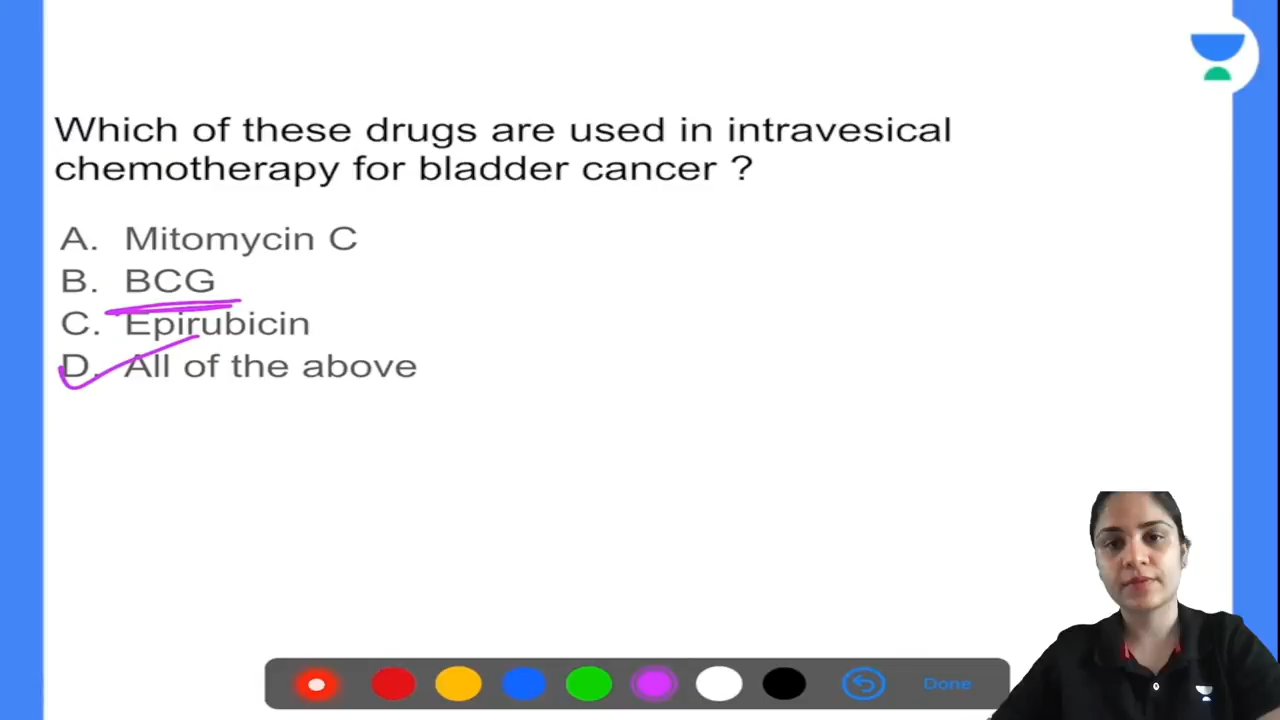 Which of these drugs are used in intravesical
chemotherapy for bladder cancer ?
A. Mitomycin C
B. BCG
C. Epirubicin
D. All of the above
Done